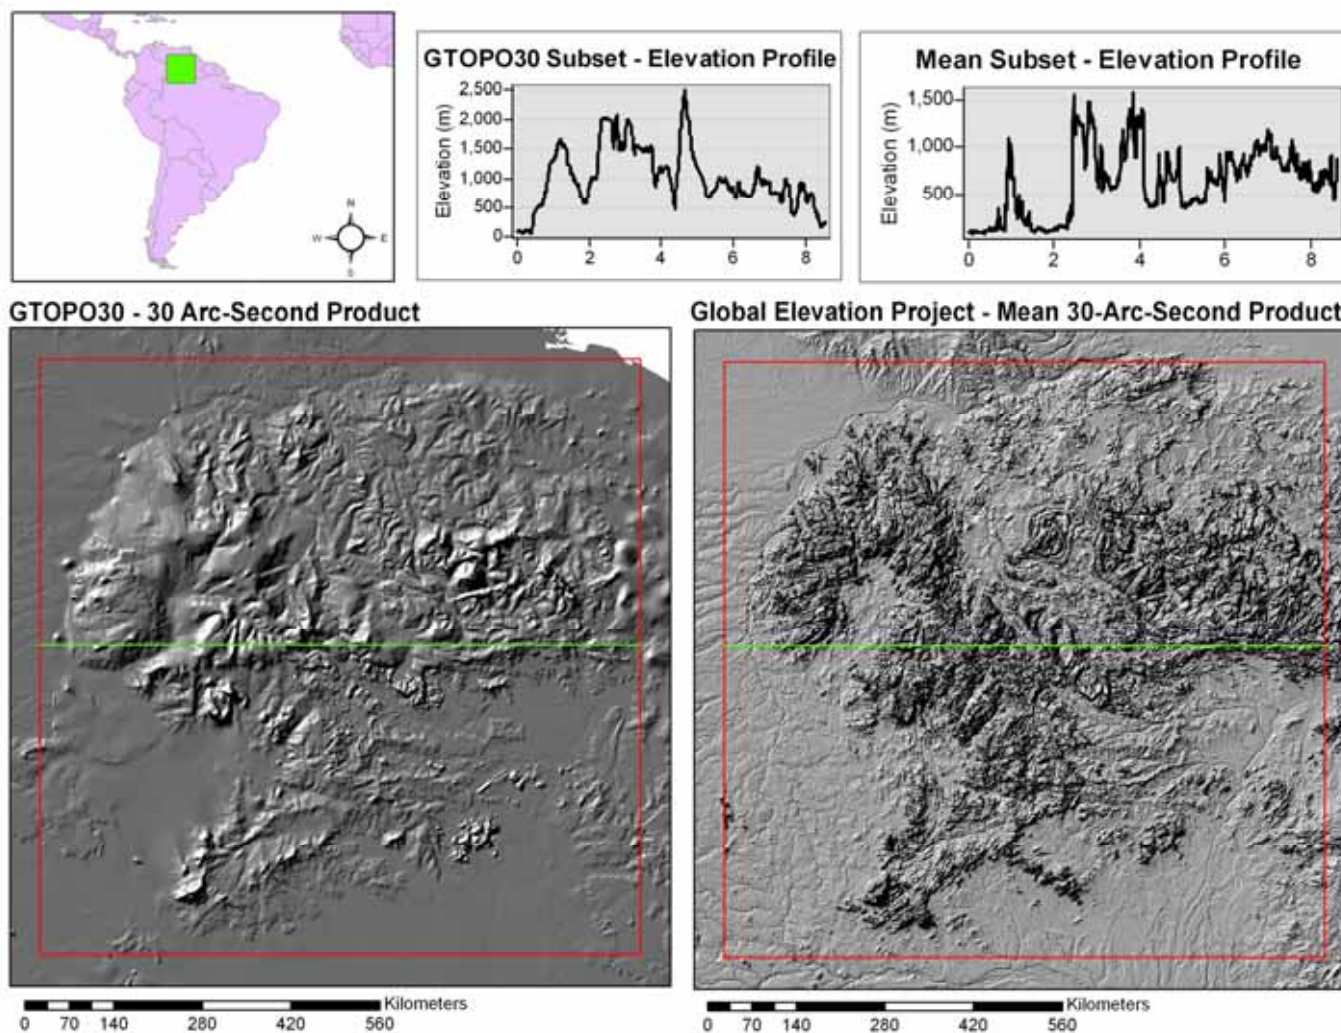 N
W E
S
GTOPO30 Subset - Elevation Profile
Elevation (m)
2,500
2,000
1,500
1,000
500
0
0 2 4 6 8
Mean Subset - Elevation Profile
Elevation (m)
1,500
1,000
500
0 2 4 6 8
GTOPO30 - 30 Arc-Second Product
Global Elevation Project - Mean 30-Arc-Second Product
Kilometers
0 70 140 280 420 560
Kilometers
0 70 140 280 420 560